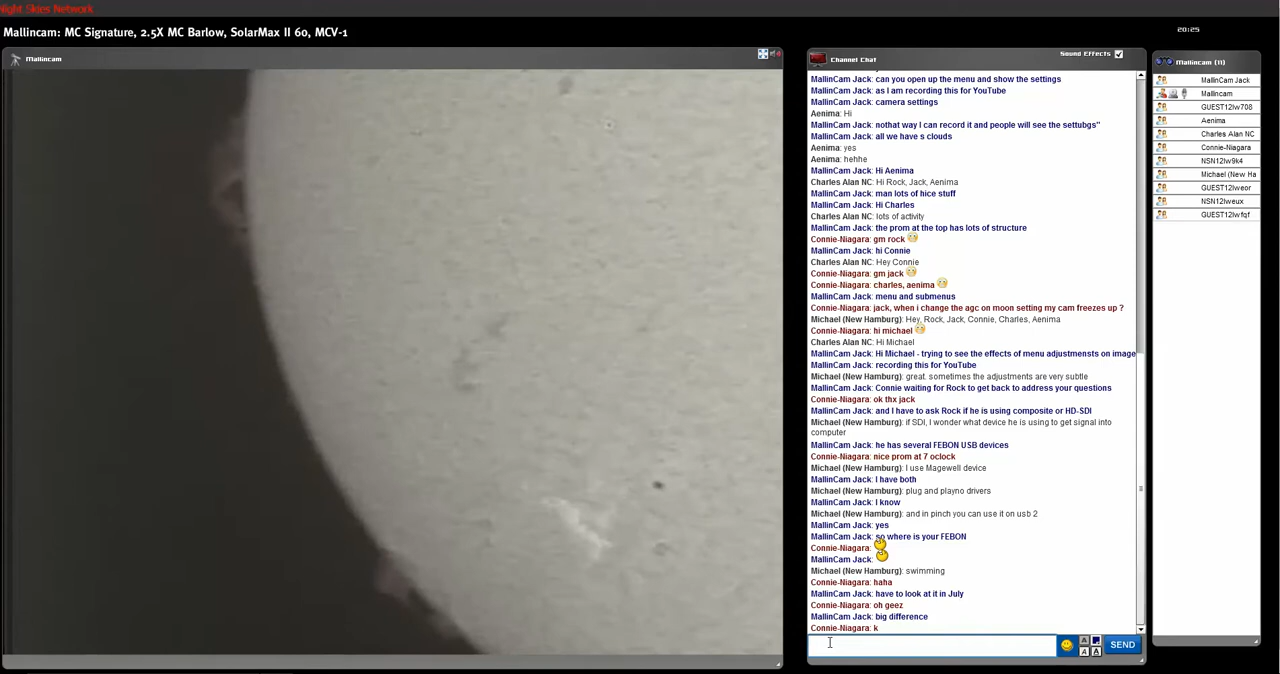 Night Skies Network
Mallincam: MC Signature, 2.5X MC Barlow, SolarMax II 60, MCV-1
20:25
Mallincam
Channel Chat
Sound Effects
MallinCam Jack: can you open up the menu and show the settings
MallinCam Jack: as I am recording this for YouTube
MallinCam Jack: camera settings
Aenima: Hi
MallinCam Jack: nothat way I can record it and people will see the settubgs"
MallinCam Jack: all we have s clouds
Aenima: yes
Aenima: hehhe
MallinCam Jack: Hi Aenima
Charles Alan NC: Hi Rock, Jack, Aenima
MallinCam Jack: man lots of hice stuff
MallinCam Jack: Hi Charles
Charles Alan NC: lots of activity
MallinCam Jack: the prom at the top has lots of structure
Connie-Niagara: gm rock
MallinCam Jack: hi Connie
Charles Alan NC: Hey Connie
Connie-Niagara: gm jack
Connie-Niagara: charles, aenima
MallinCam Jack: menu and submenus
Connie-Niagara: jack, when i change the agc on moon setting my cam freezes up ?
Michael (New Hamburg): Hey, Rock, Jack, Connie, Charles, Aenima
Connie-Niagara: hi michael
Charles Alan NC: Hi Michael
MallinCam Jack: Hi Michael - trying to see the effects of menu adjustmensts on image
MallinCam Jack: recording this for YouTube
Michael (New Hamburg): great. sometimes the adjustments are very subtle
MallinCam Jack: Connie waiting for Rock to get back to address your questions
Connie-Niagara: ok thx jack
MallinCam Jack: and I have to ask Rock if he is using composite or HD-SDI
Michael (New Hamburg): if SDI, I wonder what device he is using to get signal into
computer
MallinCam Jack: he has several FEBON USB devices
Connie-Niagara: nice prom at 7 oclock
Michael (New Hamburg): I use Magewell device
MallinCam Jack: I have both
Michael (New Hamburg): plug and playno drivers
MallinCam Jack: I know
Michael (New Hamburg): and in pinch you can use it on usb 2
MallinCam Jack: yes
MallinCam Jack: so where is your FEBON
Connie-Niagara:
MallinCam Jack:
Michael (New Hamburg): swimming
Connie-Niagara: haha
MallinCam Jack: have to look at it in July
Connie-Niagara: oh geez
MallinCam Jack: big difference
Connie-Niagara: k
A
A A
SEND
Mallincam (11)
MallinCam Jack
Mallincam
GUEST12lw708
Aenima
Charles Alan NC
Connie-Niagara
NSN12lw9k4
Michael (New Ha
GUEST12lweor
NSN12lweux
GUEST12lwfqf